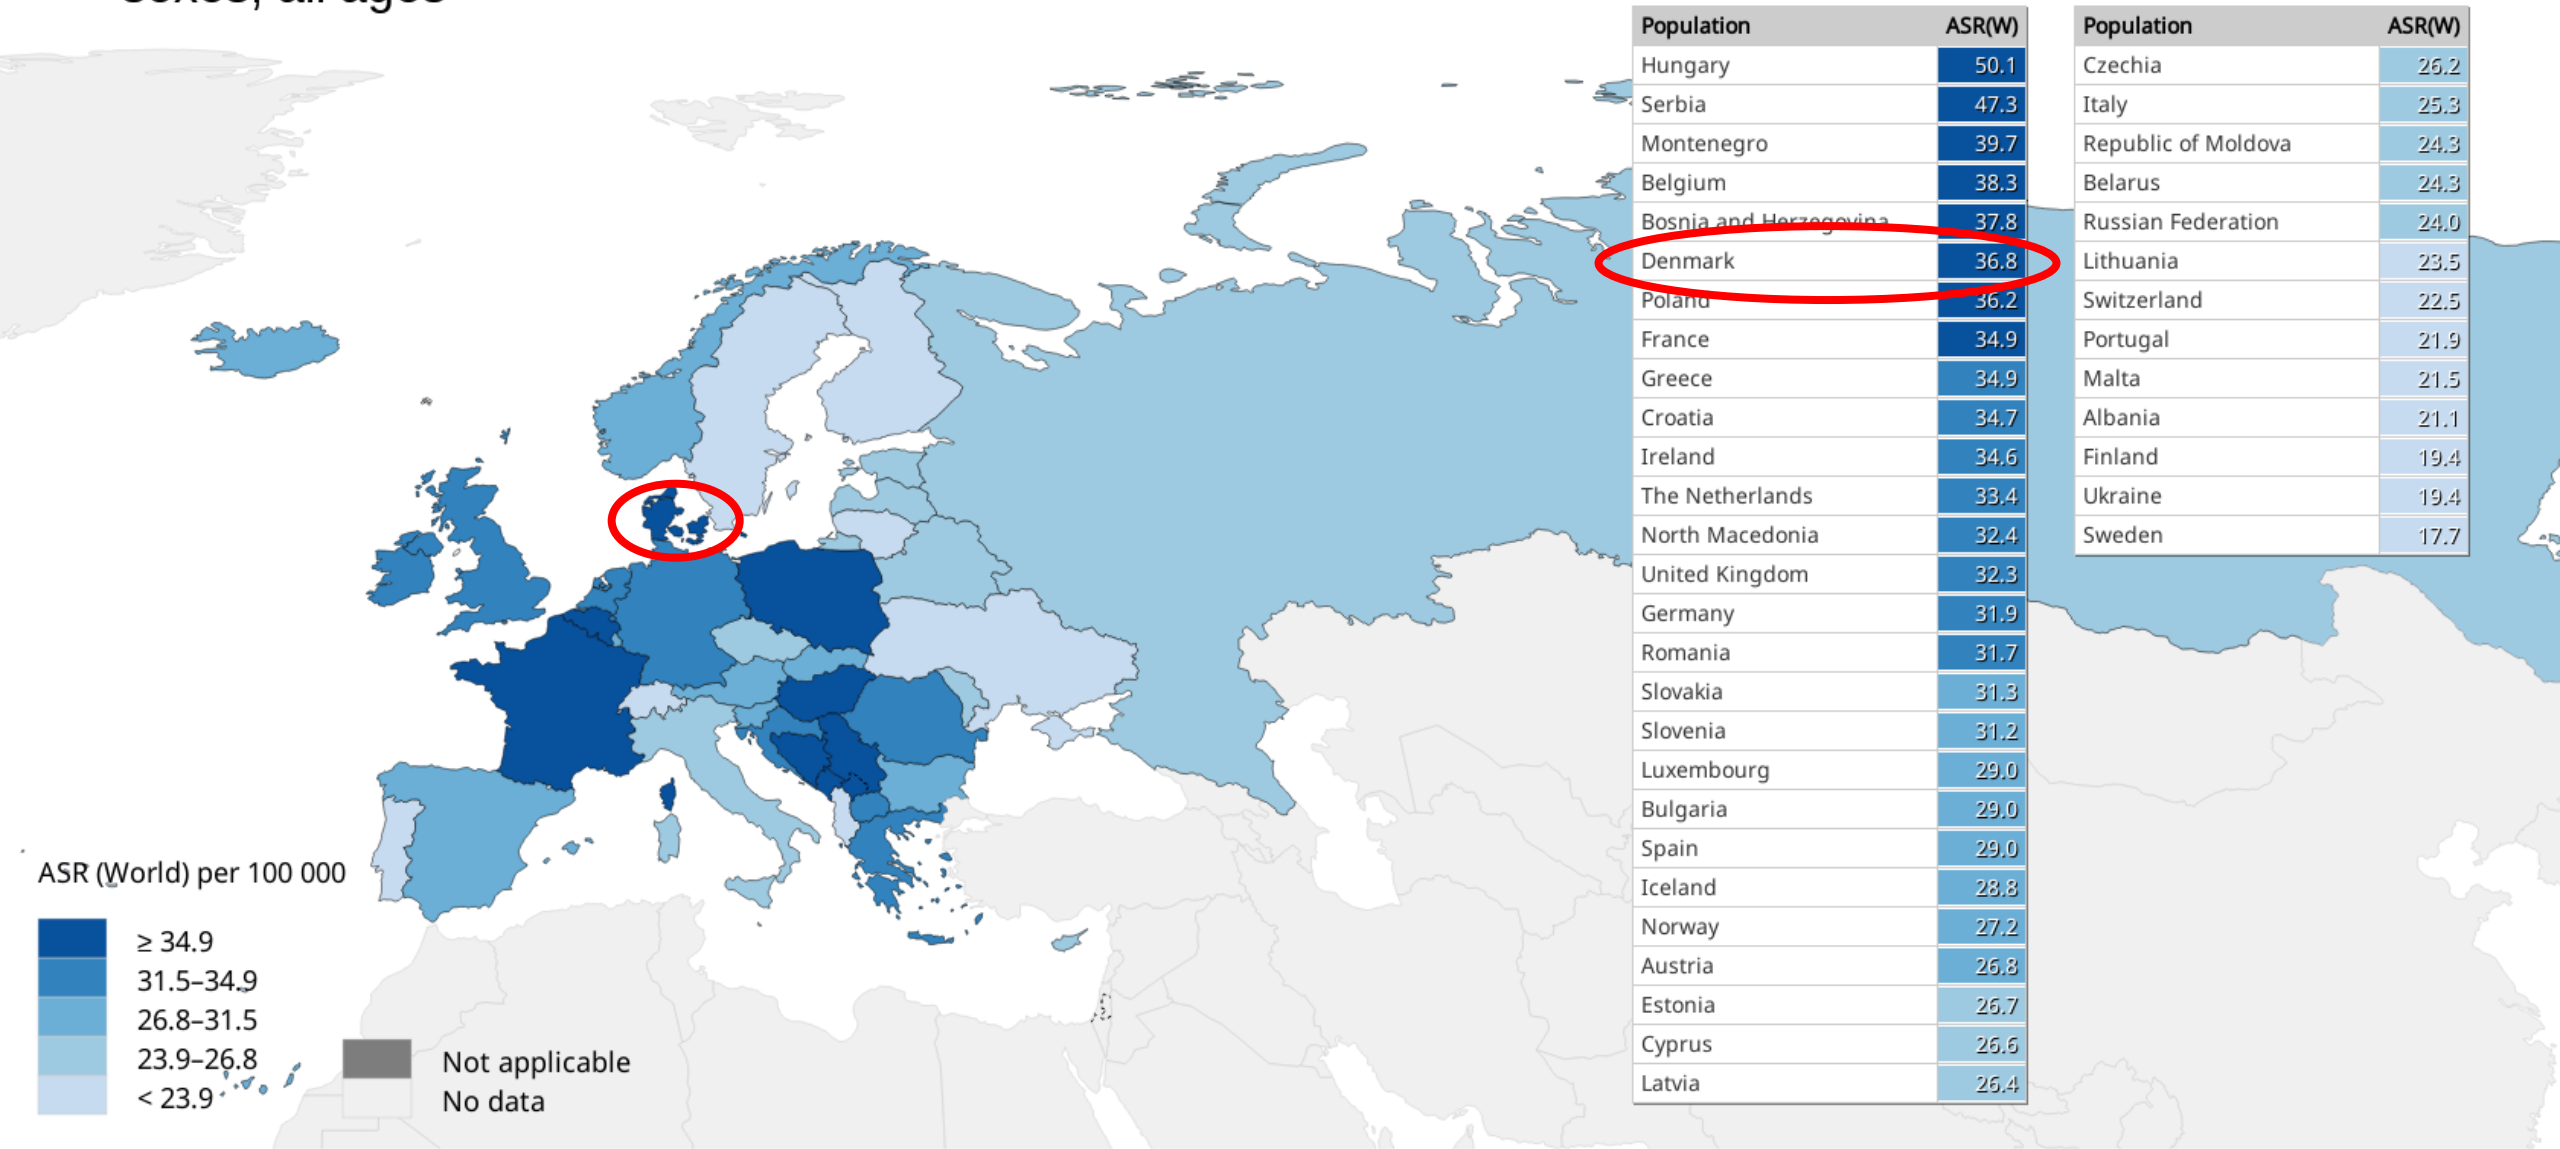 sexes, all ages
Population ASR(W)
Hungary 50.1
Serbia 47.3
Montenegro 39.7
Belgium 38.3
Bosnia and Herzegovina 37.8
Denmark 36.8
Poland 36.2
France 34.9
Greece 34.9
Croatia 34.7
Ireland 34.6
The Netherlands 33.4
North Macedonia 32.4
United Kingdom 32.3
Germany 31.9
Romania 31.7
Slovakia 31.3
Slovenia 31.2
Luxembourg 29.0
Bulgaria 29.0
Spain 29.0
Iceland 28.8
Norway 27.2
Austria 26.8
Estonia 26.7
Cyprus 26.6
Latvia 26.4
Population ASR(W)
Czechia 26.2
Italy 25.3
Republic of Moldova 24.3
Belarus 24.3
Russian Federation 24.0
Lithuania 23.5
Switzerland 22.5
Portugal 21.9
Malta 21.5
Albania 21.1
Finland 19.4
Ukraine 19.4
Sweden 17.7
ASR (World) per 100 000
≥ 34.9
31.5–34.9
26.8–31.5
23.9–26.8
< 23.9
Not applicable
No data